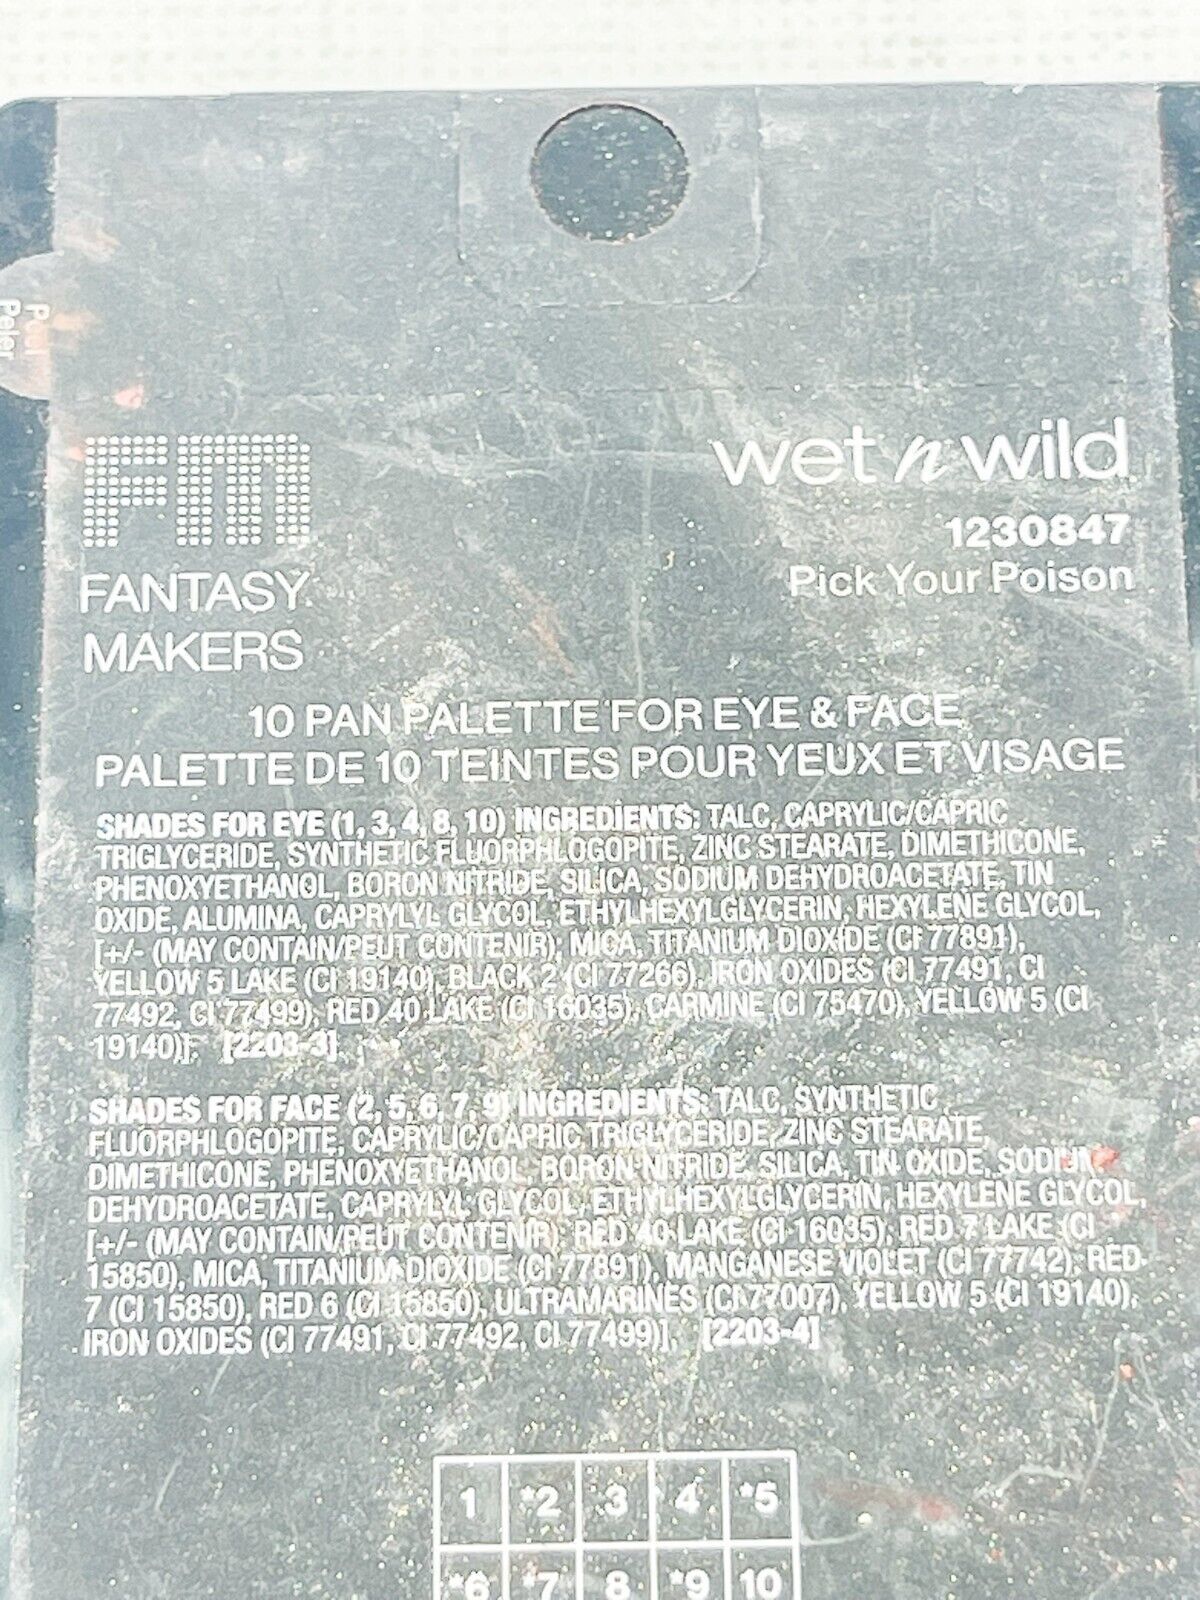 Peel
Peler
FM
FANTASY
MAKERS
wet n wild
1230847
Pick Your Poison
10 PAN PALETTE FOR EYE & FACE
PALETTE DE 10 TEINTES POUR YEUX ET VISAGE
SHADES FOR EYE (1, 3, 4, 8, 10) INGREDIENTS: TALC, CAPRYLIC/CAPRIC
TRIGLYCERIDE, SYNTHETIC FLUORPHLOGOPITE, ZINC STEARATE, DIMETHICONE,
PHENOXYETHANOL, BORON NITRIDE, SILICA, SODIUM DEHYDROACETATE, TIN
OXIDE, ALUMINA, CAPRYLYL GLYCOL, ETHYLHEXYLGLYCERIN, HEXYLENE GLYCOL,
[+/- (MAY CONTAIN/PEUT CONTENIR): MICA, TITANIUM DIOXIDE (CI 77891),
YELLOW 5 LAKE (CI 19140), BLACK 2 (CI 77266), IRON OXIDES (CI 77491, CI
77492, CI 77499), RED 40 LAKE (CI 16035), CARMINE (CI 75470), YELLOW 5 (CI
19140)]. [2203-3]
SHADES FOR FACE (2, 5, 6, 7, 9) INGREDIENTS: TALC, SYNTHETIC
FLUORPHLOGOPITE, CAPRYLIC/CAPRIC TRIGLYCERIDE, ZINC STEARATE,
DIMETHICONE, PHENOXYETHANOL, BORON NITRIDE, SILICA, TIN OXIDE, SODIUM
DEHYDROACETATE, CAPRYLYL GLYCOL, ETHYLHEXYLGLYCERIN, HEXYLENE GLYCOL,
[+/- (MAY CONTAIN/PEUT CONTENIR): RED 40 LAKE (CI 16035), RED 7 LAKE (CI
15850), MICA, TITANIUM DIOXIDE (CI 77891), MANGANESE VIOLET (CI 77742), RED
7 (CI 15850), RED 6 (CI 15850), ULTRAMARINES (CI 77007), YELLOW 5 (CI 19140),
IRON OXIDES (CI 77491, CI 77492, CI 77499)]. [2203-4]
1 *2 3 4 *5
*6 *7 8 *9 10